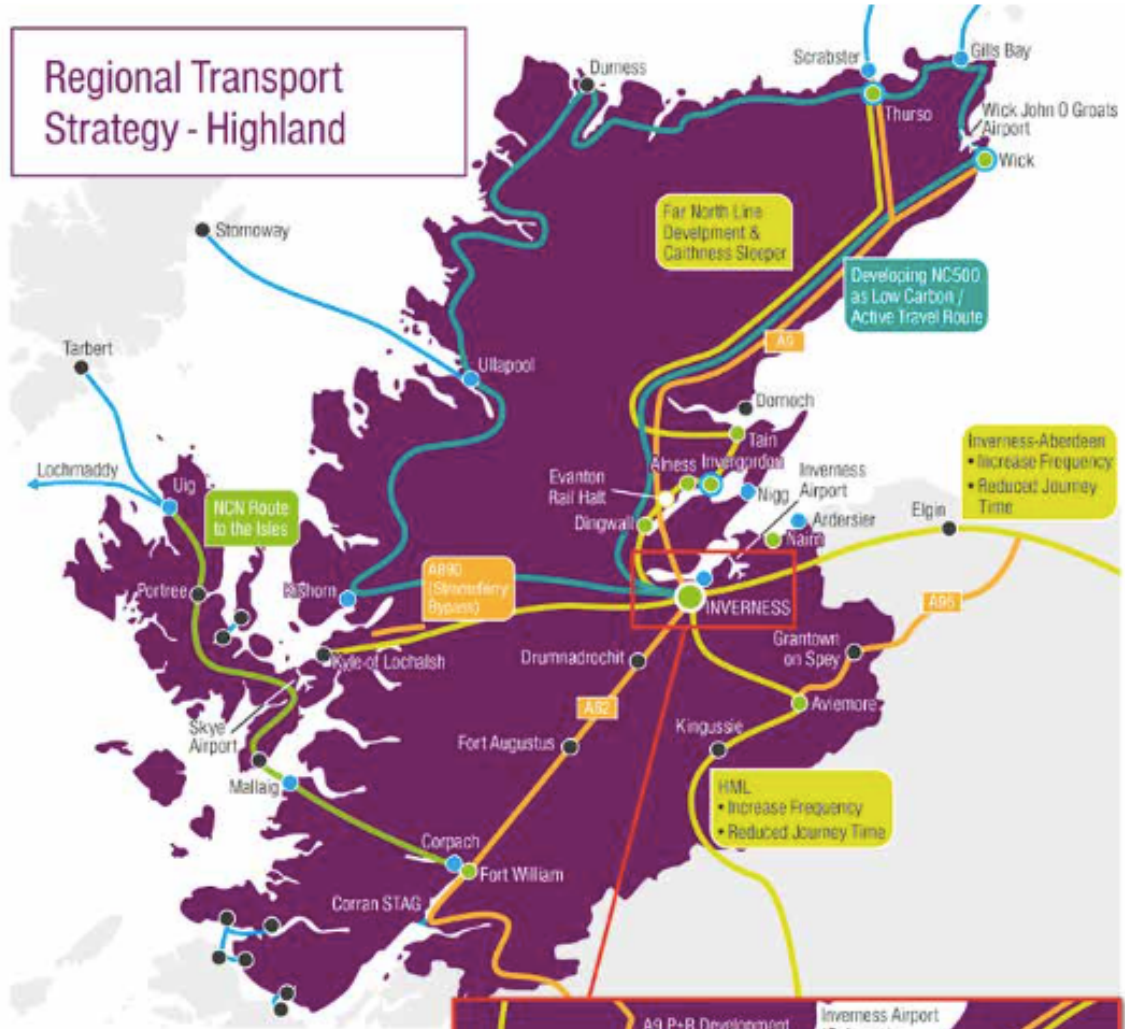 Regional Transport
Strategy - Highland
Durness
Scrabster
Gills Bay
Thurso
Wick John O Groats
Airport
Wick
Stornoway
Far North Line
Develpment &
Caithness Sleeper
Developing NC500
as Low Carbon /
Active Travel Route
A9
Tarbert
Ullapool
Dornoch
Tain
Lochmaddy
Uig
NCN Route
to the Isles
Evanton
Rail Halt
Alness
Invergordon
Inverness
Airport
Nigg
Ardersier
Nairn
Dingwall
Inverness-Aberdeen
• Increase Frequency
• Reduced Journey
Time
Elgin
A890
(Stromeferry
Bypass)
Portree
Kishorn
INVERNESS
A96
Kyle of Lochalsh
Drumnadrochit
Grantown
on Spey
A82
Aviemore
Skye
Airport
Fort Augustus
Kingussie
Mallaig
HML
• Increase Frequency
• Reduced Journey Time
Corpach
Fort William
Corran STAG
A9 P+R Development
Inverness Airport